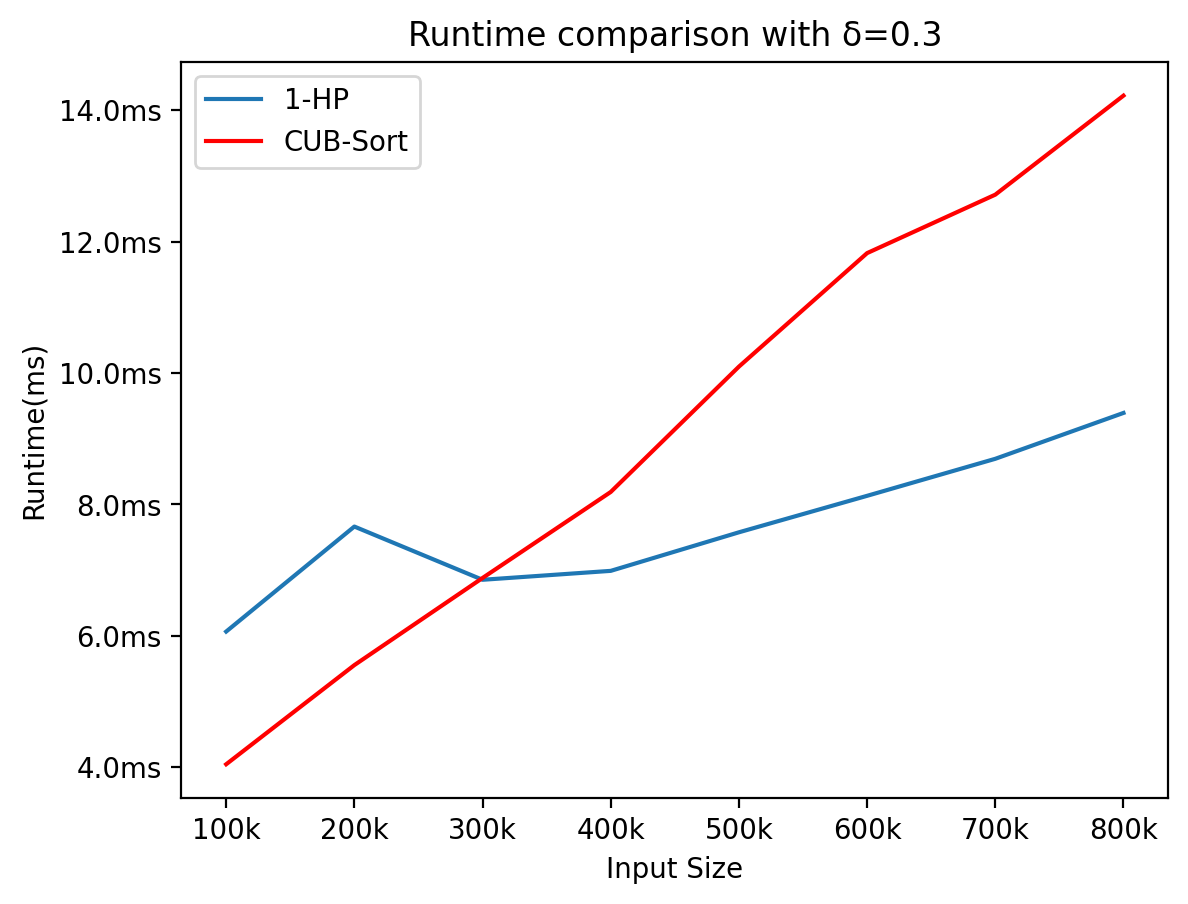 Runtime comparison with δ=0.3
1-HP
CUB-Sort
14.0ms
12.0ms
10.0ms
8.0ms
6.0ms
4.0ms
Runtime(ms)
100k 200k 300k 400k 500k 600k 700k 800k
Input Size